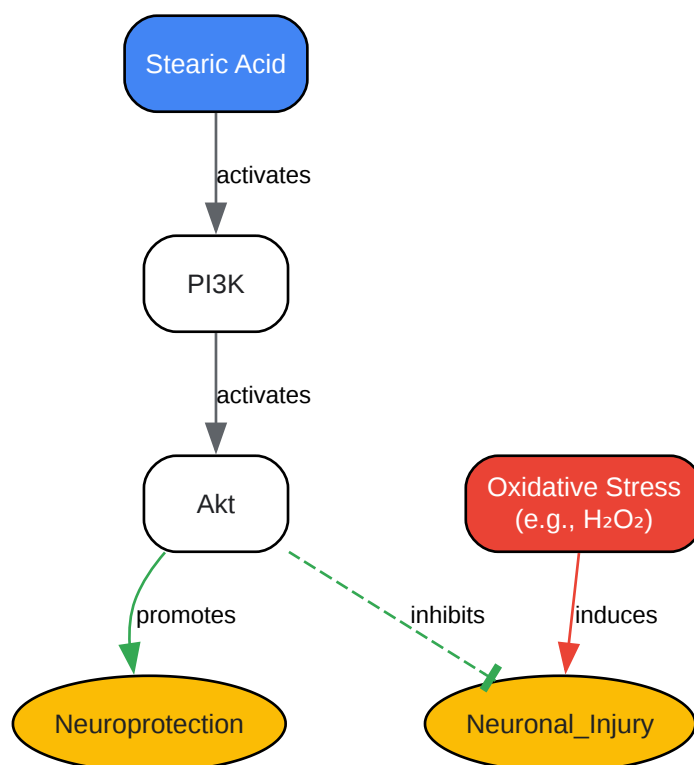 Stearic Acid
activates
PI3K
activates
Akt
Oxidative Stress
(e.g., H₂O₂)
promotes
inhibits
induces
Neuroprotection
Neuronal_Injury